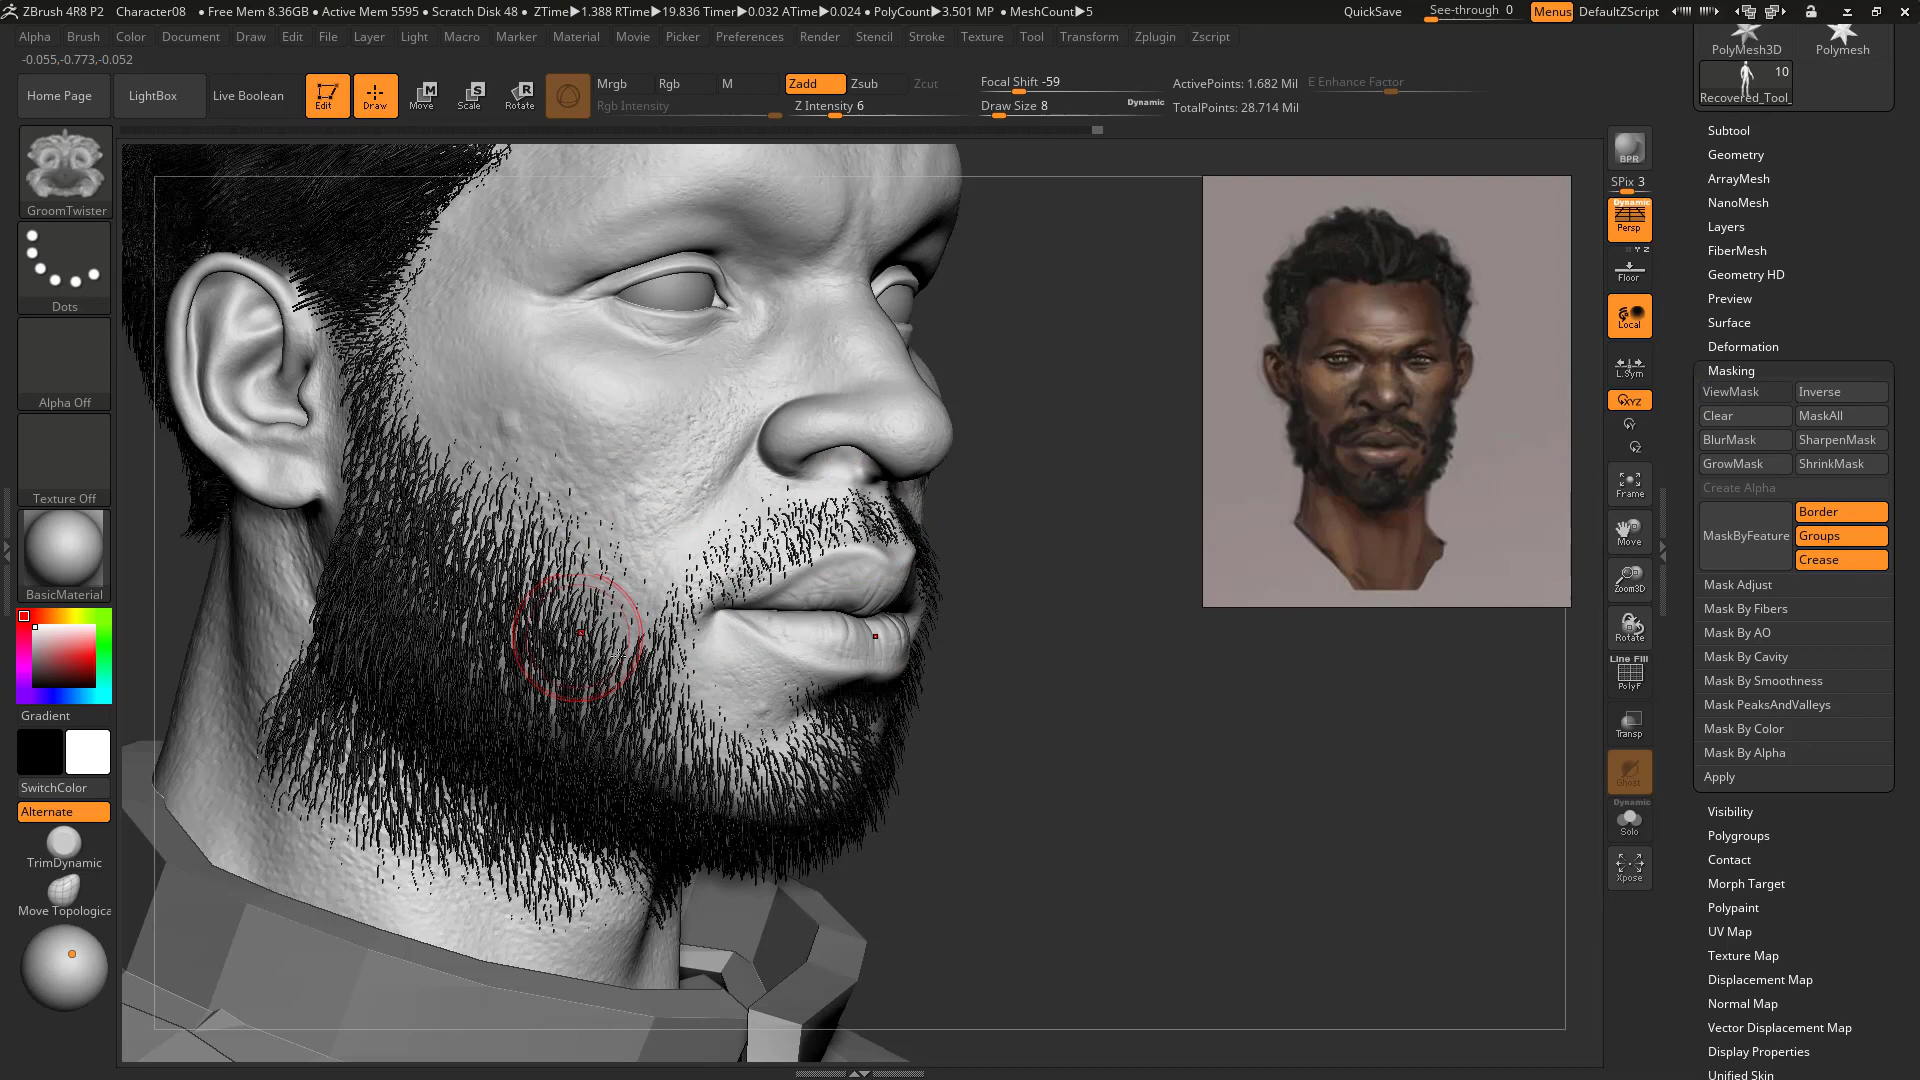 ZBrush 4R8 P2 Character08 • Free Mem 8.36GB • Active Mem 5595 • Scratch Disk 48 • ZTime▶1.388 RTime▶19.836 Timer▶0.032 ATime▶0.024 • PolyCount▶3.501 MP • MeshCount▶5 QuickSave See-through 0 Menus DefaultZScript
Alpha Brush Color Document Draw Edit File Layer Light Macro Marker Material Movie Picker Preferences Render Stencil Stroke Texture Tool Transform Zplugin Zscript
-0.055,-0.773,-0.052
Home Page LightBox Live Boolean Edit Draw Move Scale Rotate
Mrgb Rgb M Zadd Zsub Zcut
Rgb Intensity Z Intensity 6
Focal Shift -59
Draw Size 8 Dynamic
ActivePoints: 1.682 Mil E Enhance Factor
TotalPoints: 28.714 Mil
GroomTwister
Dots
Alpha Off
Texture Off
BasicMaterial
Gradient
SwitchColor
Alternate
TrimDynamic
Move Topologica
BPR
SPix 3
Dynamic
Persp
Floor
Local
L.Sym
XYZ
Frame
Move
Zoom3D
Rotate
Line Fill
PolyF
Transp
Ghost
Dynamic
Solo
Xpose
PolyMesh3D Polymesh
10
Recovered_Tool_
Subtool
Geometry
ArrayMesh
NanoMesh
Layers
FiberMesh
Geometry HD
Preview
Surface
Deformation
Masking
ViewMask Inverse
Clear MaskAll
BlurMask SharpenMask
GrowMask ShrinkMask
Create Alpha
MaskByFeature Border
Groups
Crease
Mask Adjust
Mask By Fibers
Mask By AO
Mask By Cavity
Mask By Smoothness
Mask PeaksAndValleys
Mask By Color
Mask By Alpha
Apply
Visibility
Polygroups
Contact
Morph Target
Polypaint
UV Map
Texture Map
Displacement Map
Normal Map
Vector Displacement Map
Display Properties
Unified Skin